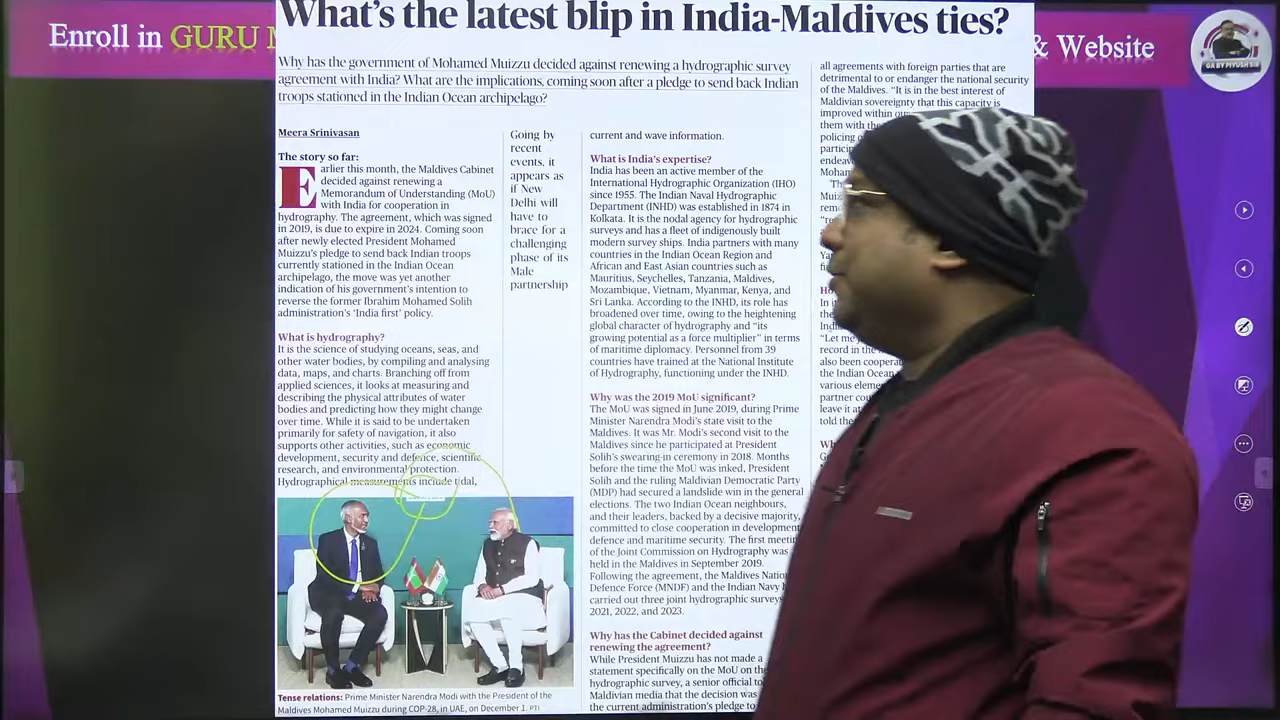 Enroll in GURU
& Website
GA BY PIYUSH SIR
What's the latest blip in India-Maldives ties?
Why has the government of Mohamed Muizzu decided against renewing a hydrographic survey
agreement with India? What are the implications, coming soon after a pledge to send back Indian
troops stationed in the Indian Ocean archipelago?
Meera Srinivasan
The story so far:
Earlier this month, the Maldives Cabinet
decided against renewing a
Memorandum of Understanding (MoU)
with India for cooperation in
hydrography. The agreement, which was signed
in 2019, is due to expire in 2024. Coming soon
after newly elected President Mohamed
Muizzu's pledge to send back Indian troops
currently stationed in the Indian Ocean
archipelago, the move was yet another
indication of his government's intention to
reverse the former Ibrahim Mohamed Solih
administration's 'India first' policy.
What is hydrography?
It is the science of studying oceans, seas, and
other water bodies, by compiling and analysing
data, maps, and charts. Branching off from
applied sciences, it looks at measuring and
describing the physical attributes of water
bodies and predicting how they might change
over time. While it is said to be undertaken
primarily for safety of navigation, it also
supports other activities, such as economic
development, security and defence, scientific
research, and environmental protection.
Hydrographical measurements include tidal,
Going by
recent
events, it
appears as
if New
Delhi will
have to
brace for a
challenging
phase of its
Male
partnership
Tense relations: Prime Minister Narendra Modi with the President of the
Maldives Mohamed Muizzu during COP-28, in UAE, on December 1. PTI
current and wave information.
What is India's expertise?
India has been an active member of the
International Hydrographic Organization (IHO)
since 1955. The Indian Naval Hydrographic
Department (INHD) was established in 1874 in
Kolkata. It is the nodal agency for hydrographic
surveys and has a fleet of indigenously built
modern survey ships. India partners with many
countries in the Indian Ocean Region and
African and East Asian countries such as
Mauritius, Seychelles, Tanzania, Maldives,
Mozambique, Vietnam, Myanmar, Kenya, and
Sri Lanka. According to the INHD, its role has
broadened over time, owing to the heightening
global character of hydrography and "its
growing potential as a force multiplier" in terms
of maritime diplomacy. Personnel from 39
countries have trained at the National Institute
of Hydrography, functioning under the INHD.
Why was the 2019 MoU significant?
The MoU was signed in June 2019, during Prime
Minister Narendra Modi's state visit to the
Maldives. It was Mr. Modi's second visit to the
Maldives since he participated at President
Solih's swearing-in ceremony in 2018. Months
before the time the MoU was inked, President
Solih and the ruling Maldivian Democratic Party
(MDP) had secured a landslide win in the general
elections. The two Indian Ocean neighbours,
and their leaders, backed by a decisive majority,
committed to close cooperation in development,
defence and maritime security. The first
of the Joint Commission on Hydrography was
held in the Maldives in September 2019.
Following the agreement, the Maldives
Defence Force (MNDF) and the Indian Navy
carried out three joint hydrographic surveys
2021, 2022, and 2023.
Why has the Cabinet decided against
renewing the agreement?
While President Muizzu has not made a
statement specifically on the MoU on the
hydrographic survey, a senior official to
Maldivian media that the decision was
the current administration's pledge to
all agreements with foreign parties that are
detrimental to or endanger the national security
of the Maldives. "It is in the best interest of
Maldivian sovereignty that this capacity is
improved within
them with the
policing
In
the
record in the
also been
the Indian Ocean
various
partner
leave it
told the